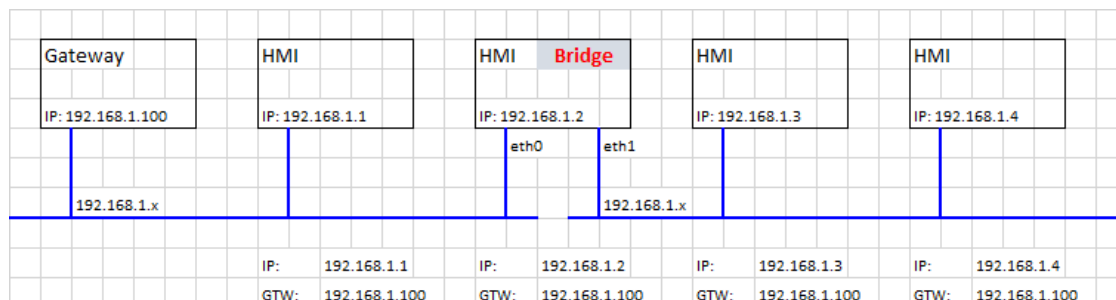 Gateway HMI HMI Bridge HMI HMI
IP: 192.168.1.100 IP: 192.168.1.1 IP: 192.168.1.2 IP: 192.168.1.3 IP: 192.168.1.4
eth0 eth1
192.168.1.x 192.168.1.x
IP: 192.168.1.1 IP: 192.168.1.2 IP: 192.168.1.3 IP: 192.168.1.4
GTW: 192.168.1.100 GTW: 192.168.1.100 GTW: 192.168.1.100 GTW: 192.168.1.100